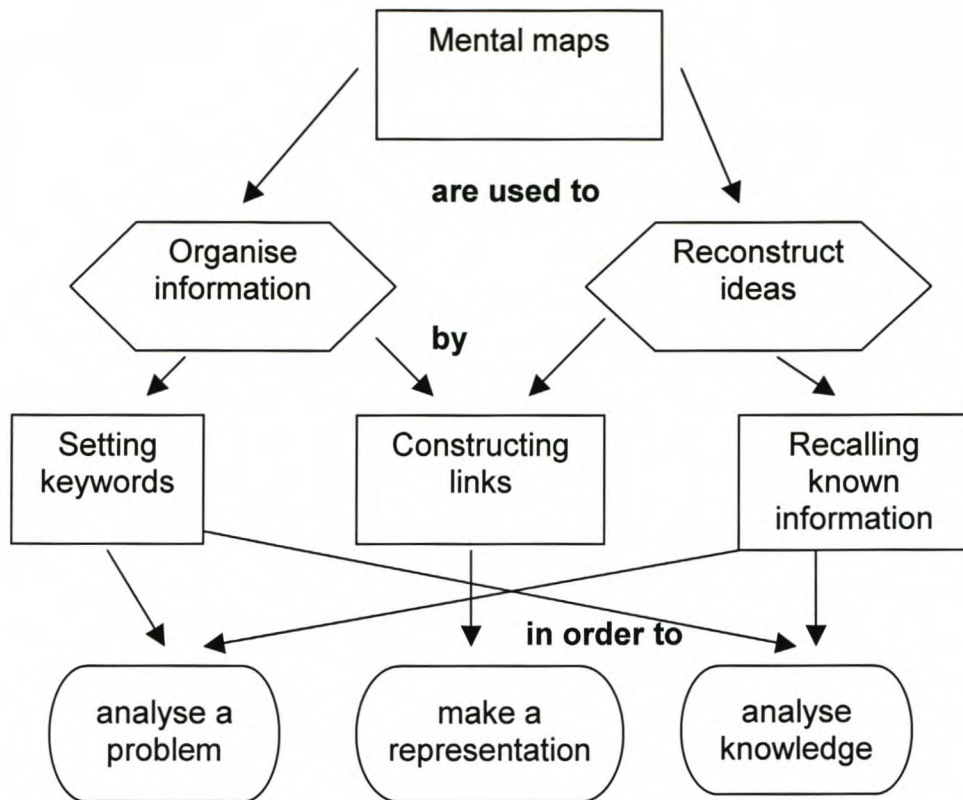 Mental maps
are used to
Organise
information
Reconstruct
ideas
by
Setting
keywords
Constructing
links
Recalling
known
information
in order to
analyse a
problem
make a
representation
analyse
knowledge